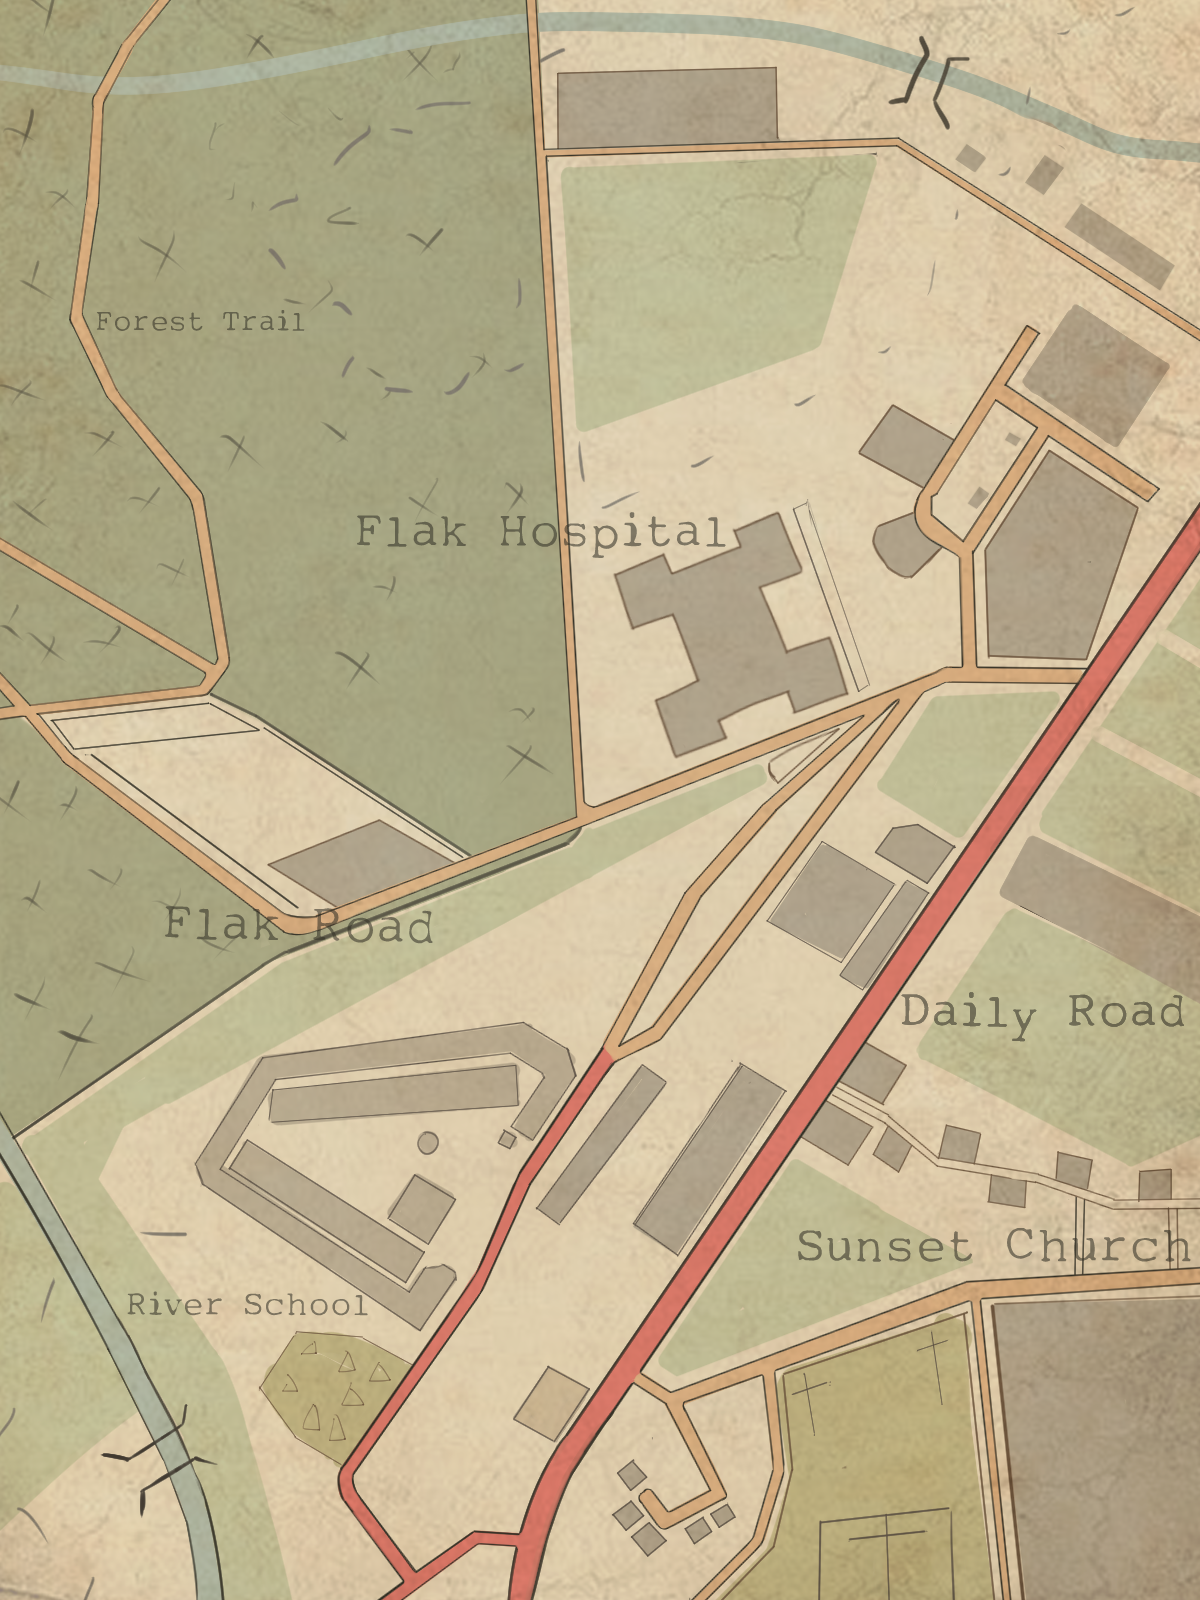 Forest Trail
Flak Hospital
Flak Road
Daily Road
Sunset Church
River School